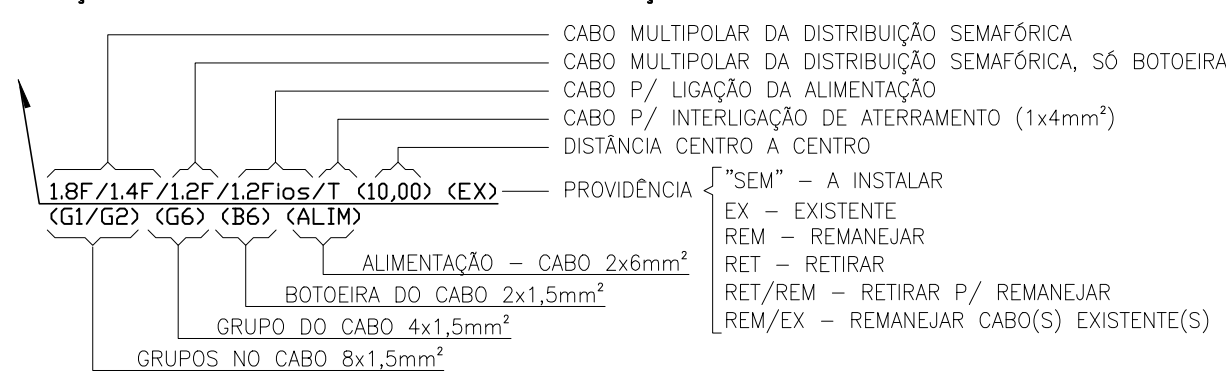 CABO MULTIPOLAR DA DISTRIBUIÇÃO SEMAFÓRICA
CABO MULTIPOLAR DA DISTRIBUIÇÃO SEMAFÓRICA, SÓ BOTOEIRA
CABO P/ LIGAÇÃO DA ALIMENTAÇÃO
CABO P/ INTERLIGAÇÃO DE ATERRAMENTO (1x4mm²)
DISTÂNCIA CENTRO A CENTRO
1.8F/1.4F/1.2F/1.2Fios/T (10,00) (EX)
(G1/G2) (G6) (B6) (ALIM)
PROVIDÊNCIA
"SEM" – A INSTALAR
EX – EXISTENTE
REM – REMANEJAR
RET – RETIRAR
RET/REM – RETIRAR P/ REMANEJAR
REM/EX – REMANEJAR CABO(S) EXISTENTE(S)
ALIMENTAÇÃO – CABO 2x6mm²
BOTOEIRA DO CABO 2x1,5mm²
GRUPO DO CABO 4x1,5mm²
GRUPOS NO CABO 8x1,5mm²